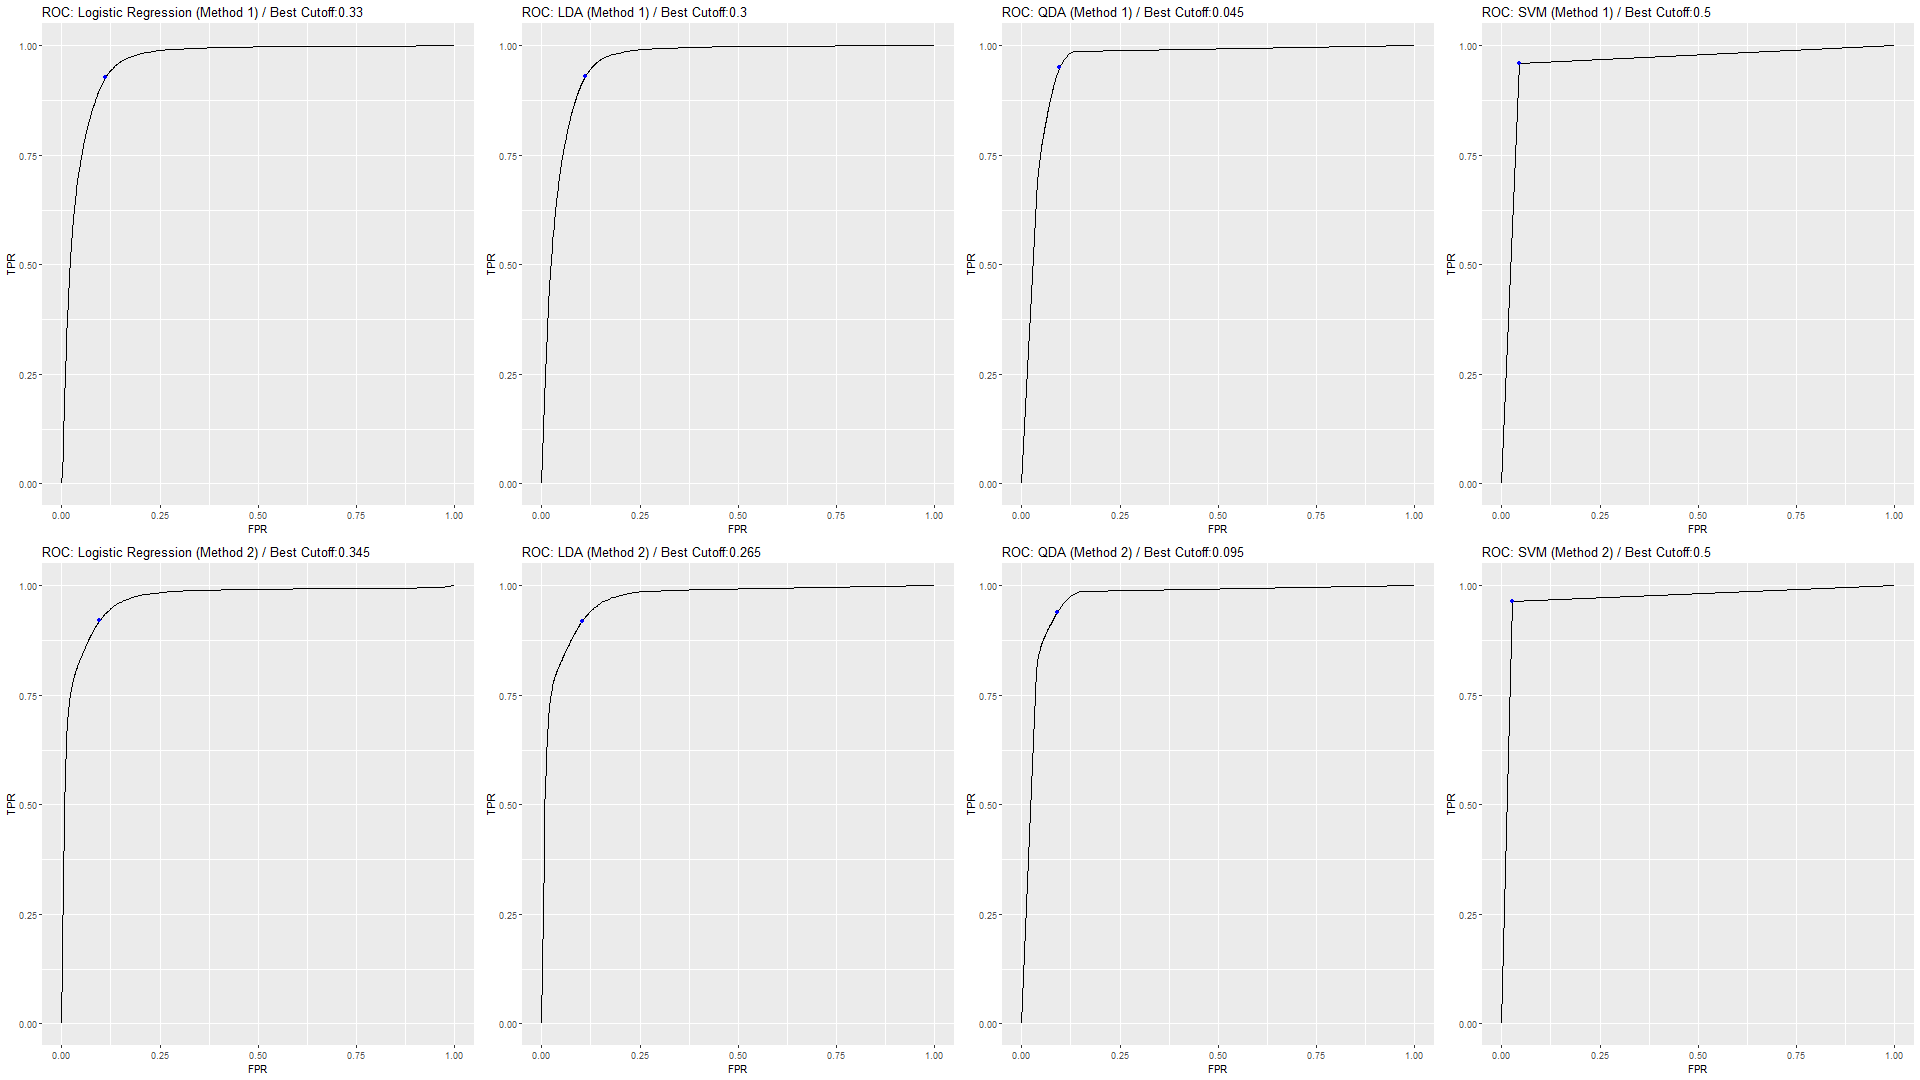 ROC: Logistic Regression (Method 1) / Best Cutoff:0.33
1.00
0.75
0.50
0.25
0.00
TPR
0.00 0.25 0.50 0.75 1.00
FPR
ROC: LDA (Method 1) / Best Cutoff:0.3
1.00
0.75
0.50
0.25
0.00
TPR
0.00 0.25 0.50 0.75 1.00
FPR
ROC: QDA (Method 1) / Best Cutoff:0.045
1.00
0.75
0.50
0.25
0.00
TPR
0.00 0.25 0.50 0.75 1.00
FPR
ROC: SVM (Method 1) / Best Cutoff:0.5
1.00
0.75
0.50
0.25
0.00
TPR
0.00 0.25 0.50 0.75 1.00
FPR
ROC: Logistic Regression (Method 2) / Best Cutoff:0.345
1.00
0.75
0.50
0.25
0.00
TPR
0.00 0.25 0.50 0.75 1.00
FPR
ROC: LDA (Method 2) / Best Cutoff:0.265
1.00
0.75
0.50
0.25
0.00
TPR
0.00 0.25 0.50 0.75 1.00
FPR
ROC: QDA (Method 2) / Best Cutoff:0.095
1.00
0.75
0.50
0.25
0.00
TPR
0.00 0.25 0.50 0.75 1.00
FPR
ROC: SVM (Method 2) / Best Cutoff:0.5
1.00
0.75
0.50
0.25
0.00
TPR
0.00 0.25 0.50 0.75 1.00
FPR